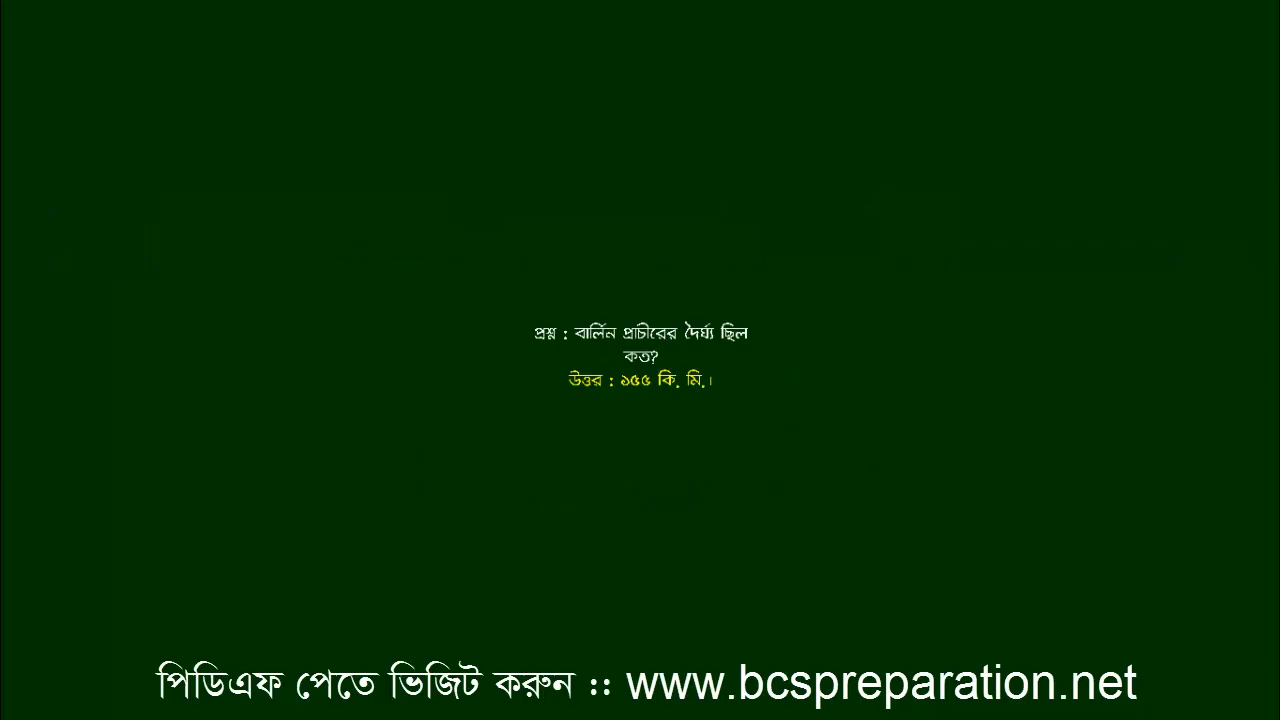 প্রশ্ন : বার্লিন প্রাচীরের দৈর্ঘ্য ছিল
কত?
উত্তর : ১৫৫ কি. মি.।
পিডিএফ পেতে ভিজিট করুন :: www.bcspreparation.net